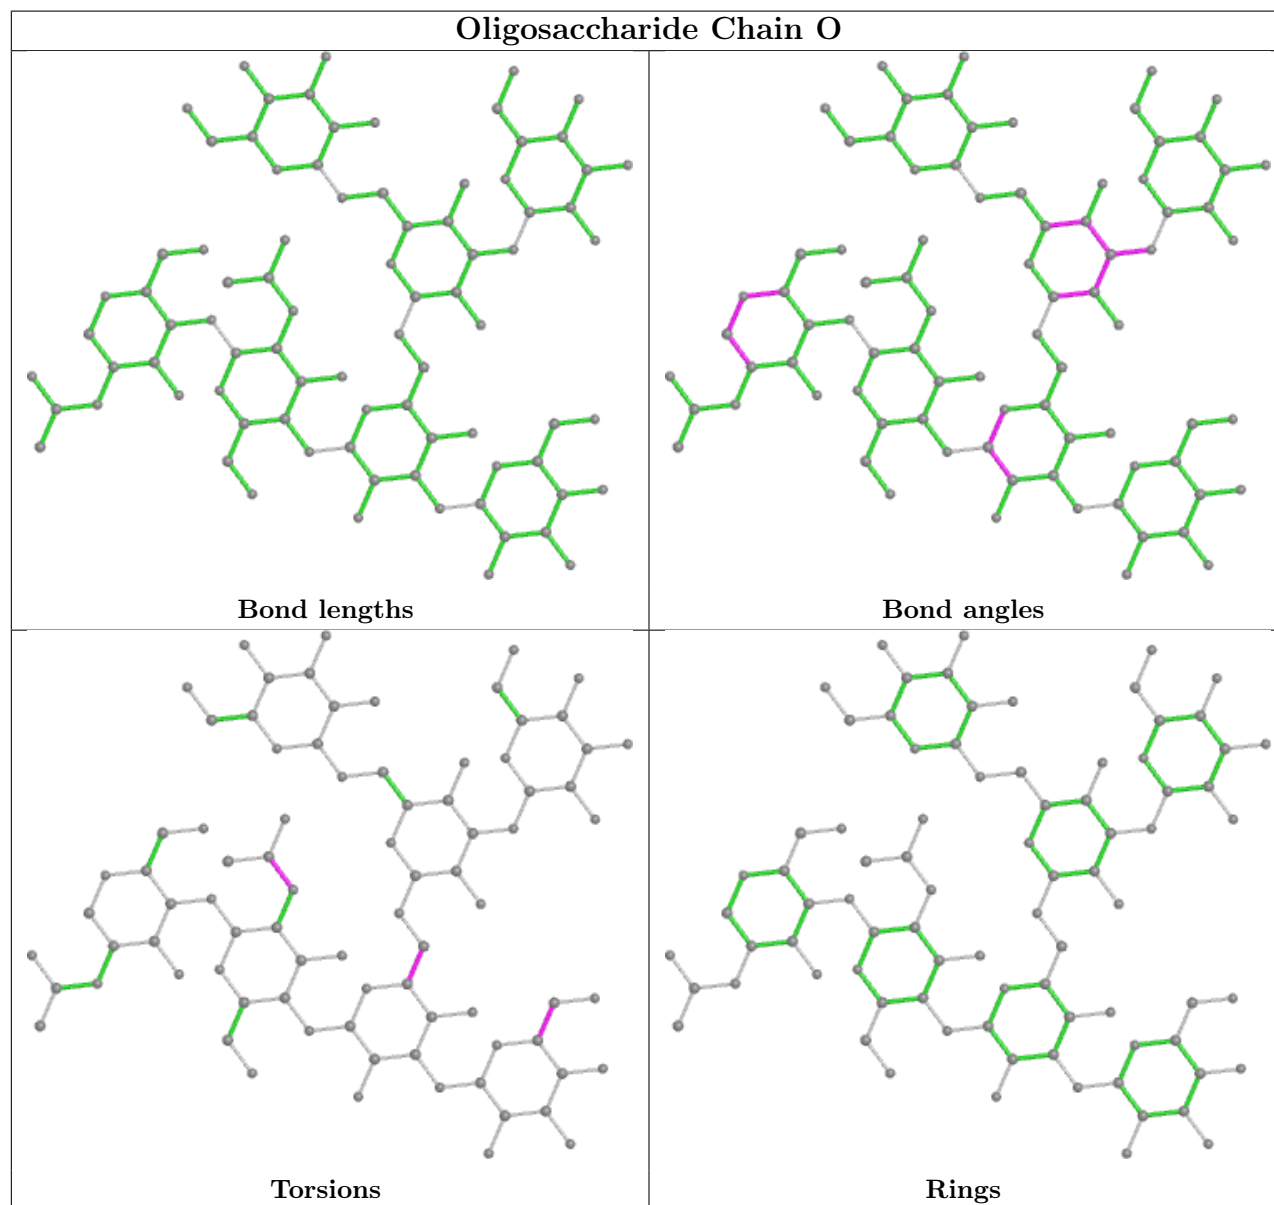 Oligosaccharide Chain O
Bond lengths
Bond angles
Torsions
Rings